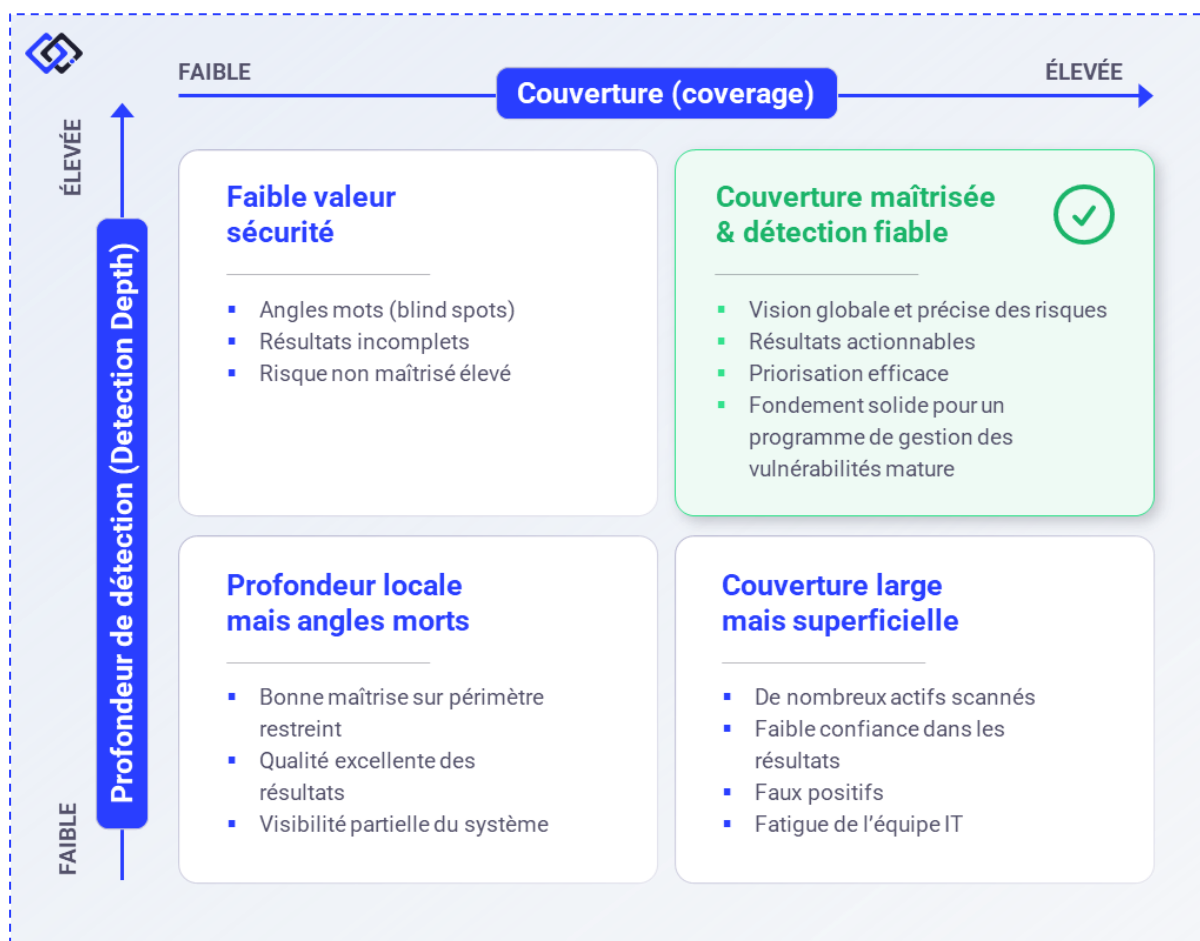 FAIBLE
ÉLEVÉE
Couverture (coverage)
ÉLEVÉE
Profondeur de détection (Detection Depth)
FAIBLE
Faible valeur
sécurité
Angles mots (blind spots)
Résultats incomplets
Risque non maîtrisé élevé
Couverture maîtrisée
& détection fiable
Vision globale et précise des risques
Résultats actionnables
Priorisation efficace
Fondement solide pour un
programme de gestion des
vulnérabilités mature
Profondeur locale
mais angles morts
Bonne maîtrise sur périmètre
restreint
Qualité excellente des
résultats
Visibilité partielle du système
Couverture large
mais superficielle
De nombreux actifs scannés
Faible confiance dans les
résultats
Faux positifs
Fatigue de l’équipe IT